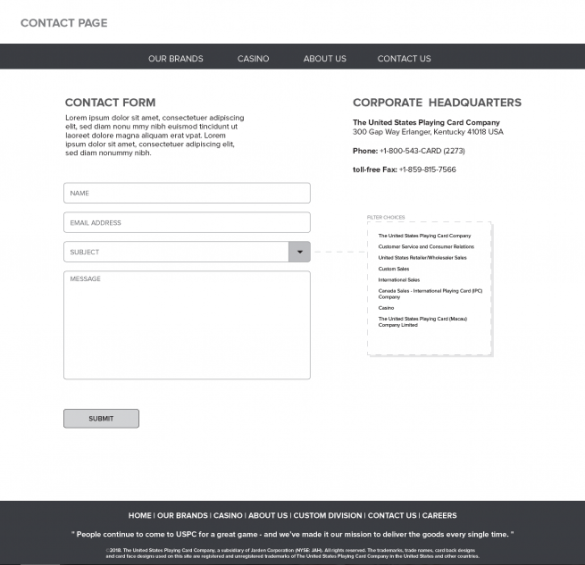 CONTACT PAGE
OUR BRANDS CASINO ABOUT US CONTACT US
CONTACT FORM
Lorem ipsum dolor sit amet, consectetuer adipiscing
elit, sed diam nonu mmy nibh euismod tincidunt ut
laoreet dolore magna aliquam erat vpat. Lorem
ipsum dolor sit amet, consectetuer adipiscing elit,
sed diam nonummy nibh.
CORPORATE HEADQUARTERS
The United States Playing Card Company
300 Gap Way Erlanger, Kentucky 41018 USA
Phone: +1-800-543-CARD (2273)
toll-free Fax: +1-859-815-7566
NAME
EMAIL ADDRESS
SUBJECT
MESSAGE
SUBMIT
FILTER CHOICES
The United States Playing Card Company
Customer Service and Consumer Relations
United States Retailer/Wholesaler Sales
Custom Sales
International Sales
Canada Sales - International Playing Card (IPC)
Company
Casino
The United States Playing Card (Macau)
Company Limited
HOME | OUR BRANDS | CASINO | ABOUT US | CUSTOM DIVISION | CONTACT US | CAREERS
" People continue to come to USPC for a great game - and we've made it our mission to deliver the goods every single time. "
©2018. The United States Playing Card Company, a subsidiary of Jarden Corporation (NYSE: JAH). All rights reserved. The trademarks, trade names, card back designs
and card face designs used on this site are registered and unregistered trademarks of The United States Playing Card Company in the United States and other countries.